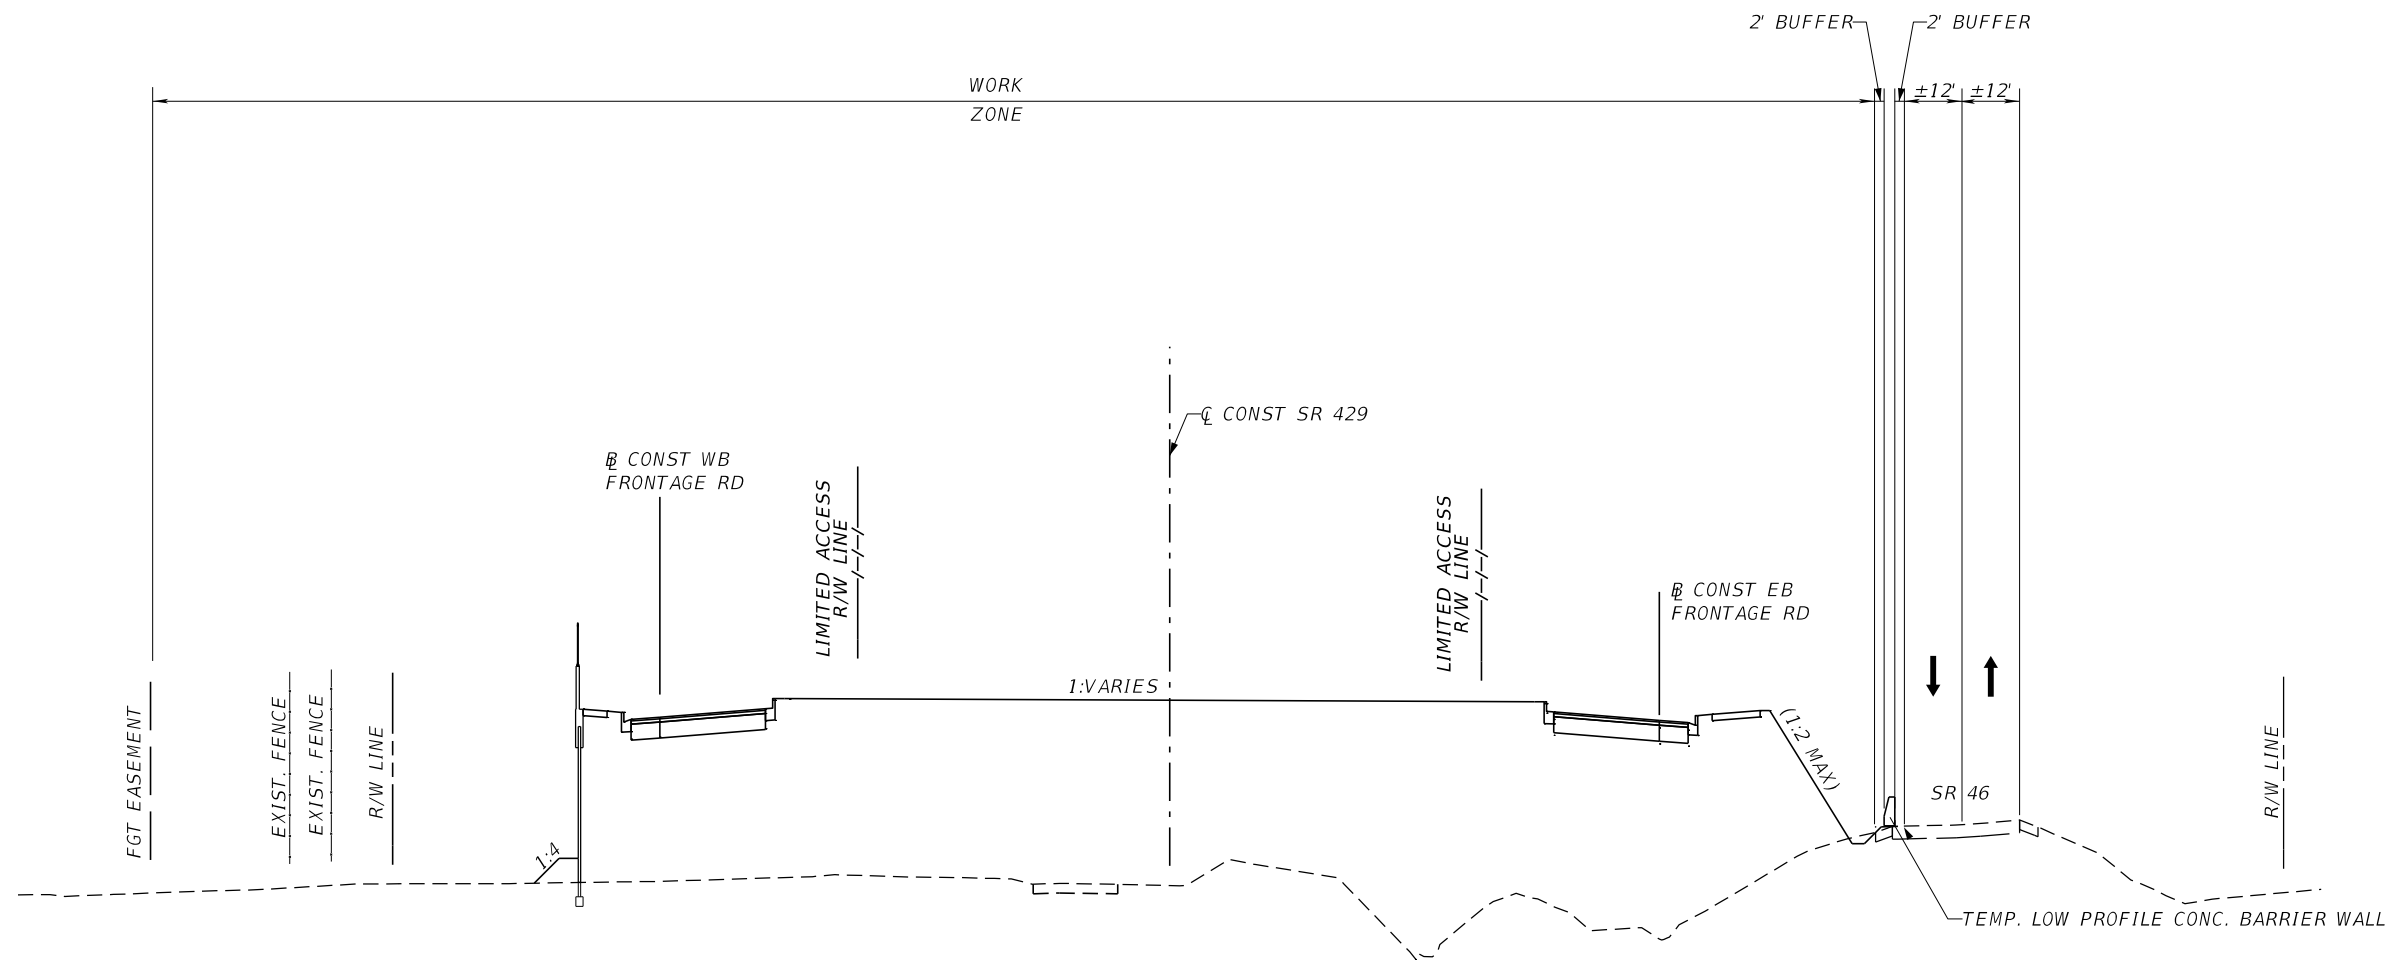 2' BUFFER
2' BUFFER
WORK
ZONE
±12'
±12'
℄ CONST SR 429
BL CONST WB
FRONTAGE RD
LIMITED ACCESS
R/W LINE
LIMITED ACCESS
R/W LINE
BL CONST EB
FRONTAGE RD
1:VARIES
(1:2 MAX)
SR 46
FGT EASEMENT
EXIST. FENCE
EXIST. FENCE
R/W LINE
R/W LINE
1:4
TEMP. LOW PROFILE CONC. BARRIER WALL